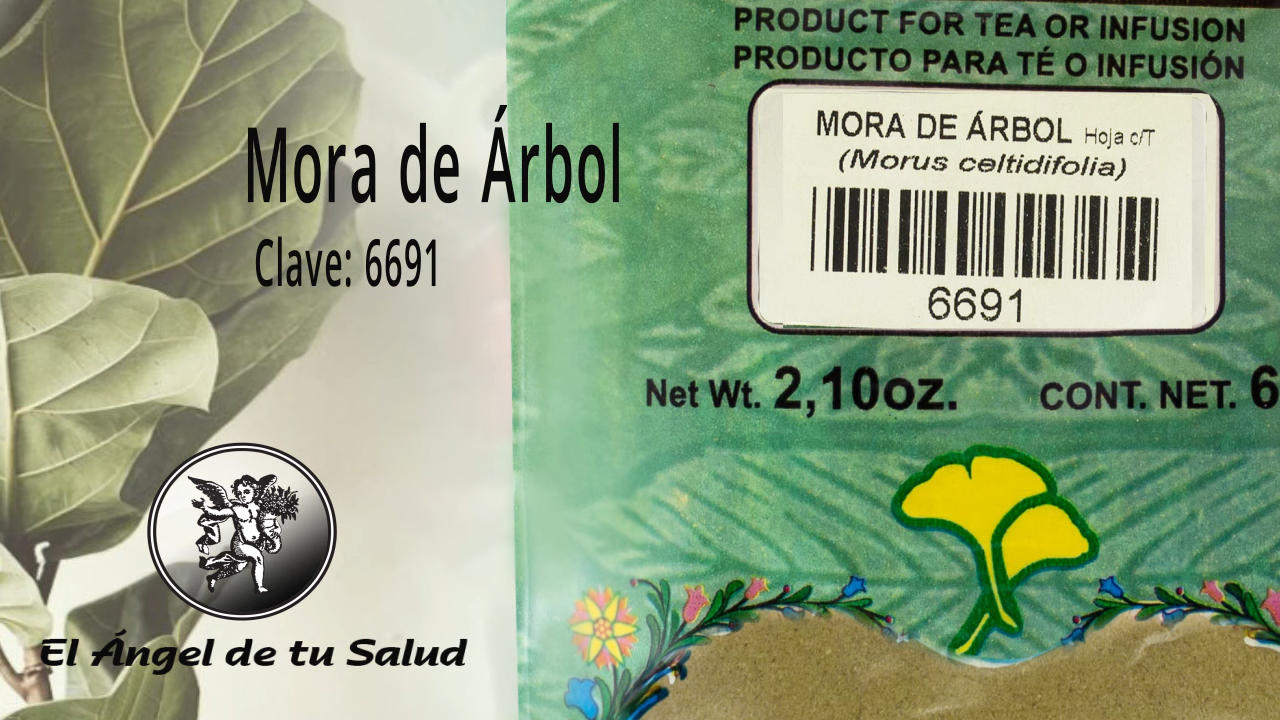 Mora de Árbol
Clave: 6691
El Ángel de tu Salud
PRODUCT FOR TEA OR INFUSION
PRODUCTO PARA TÉ O INFUSIÓN
MORA DE ÁRBOL Hoja c/T
(Morus celtidifolia)
6691
Net Wt. 2,10oz. CONT. NET. 6